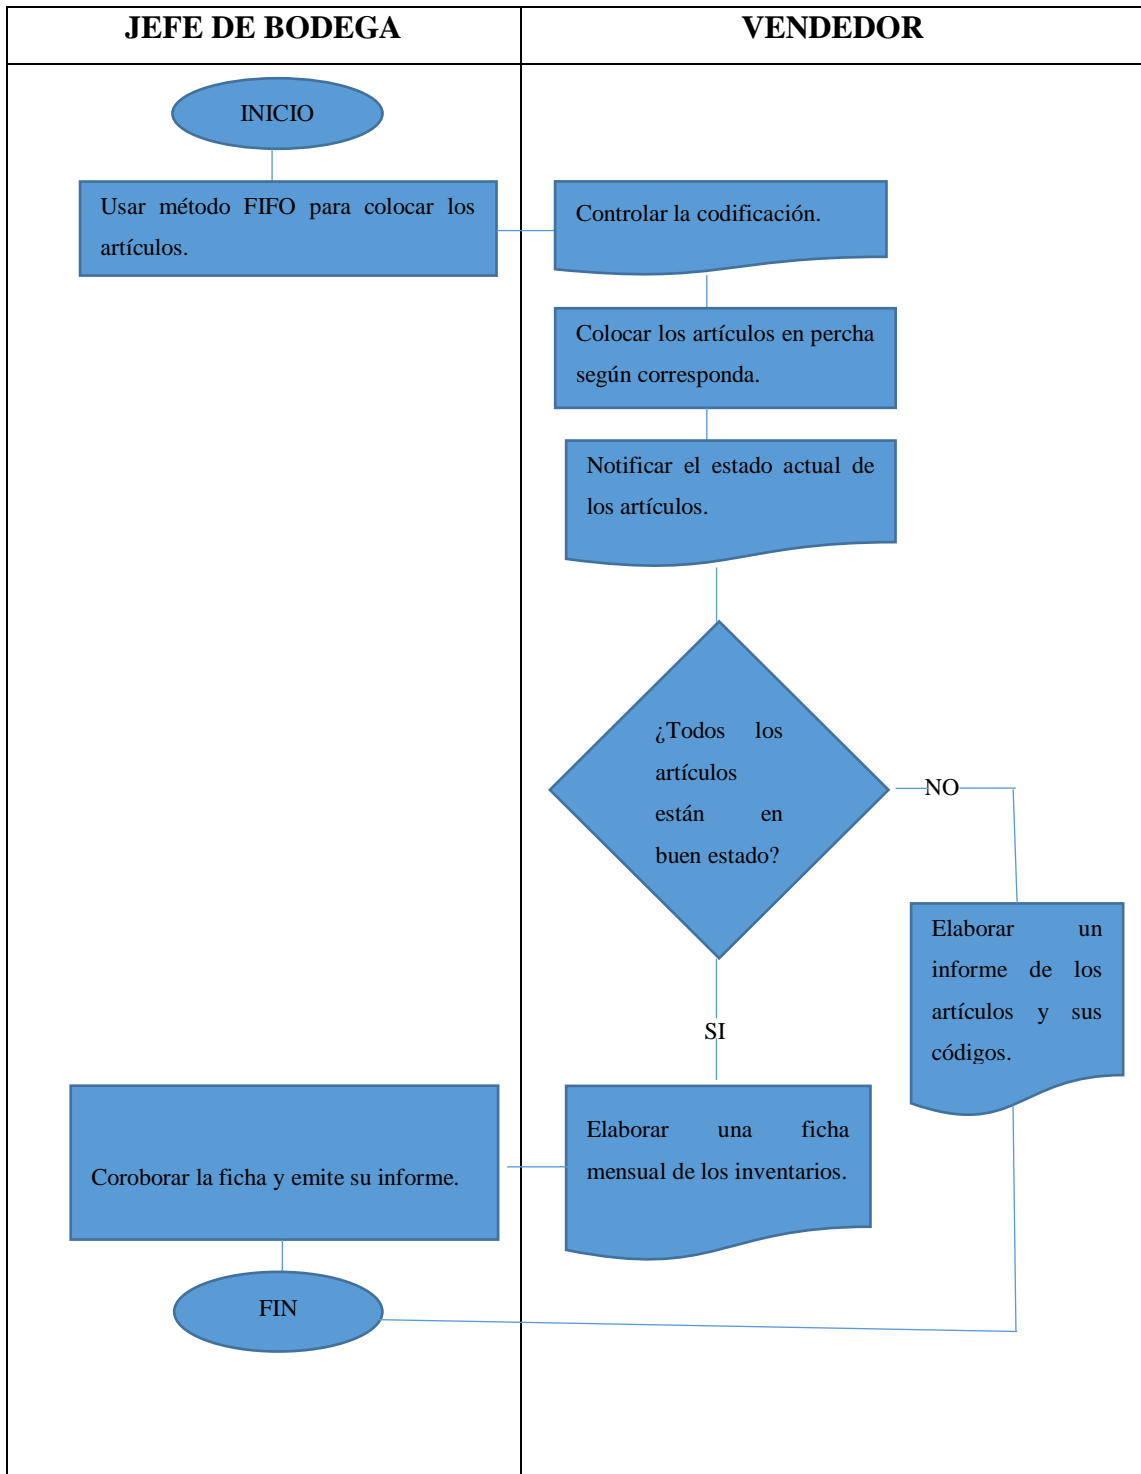 JEFE DE BODEGA
VENDEDOR
INICIO
Usar método FIFO para colocar los
artículos.
Controlar la codificación.
Colocar los artículos en percha
según corresponda.
Notificar el estado actual de
los artículos.
¿Todos los
artículos
están en
buen estado?
NO
Elaborar un
informe de los
artículos y sus
códigos.
SI
Elaborar una ficha
mensual de los inventarios.
Coroborar la ficha y emite su informe.
FIN